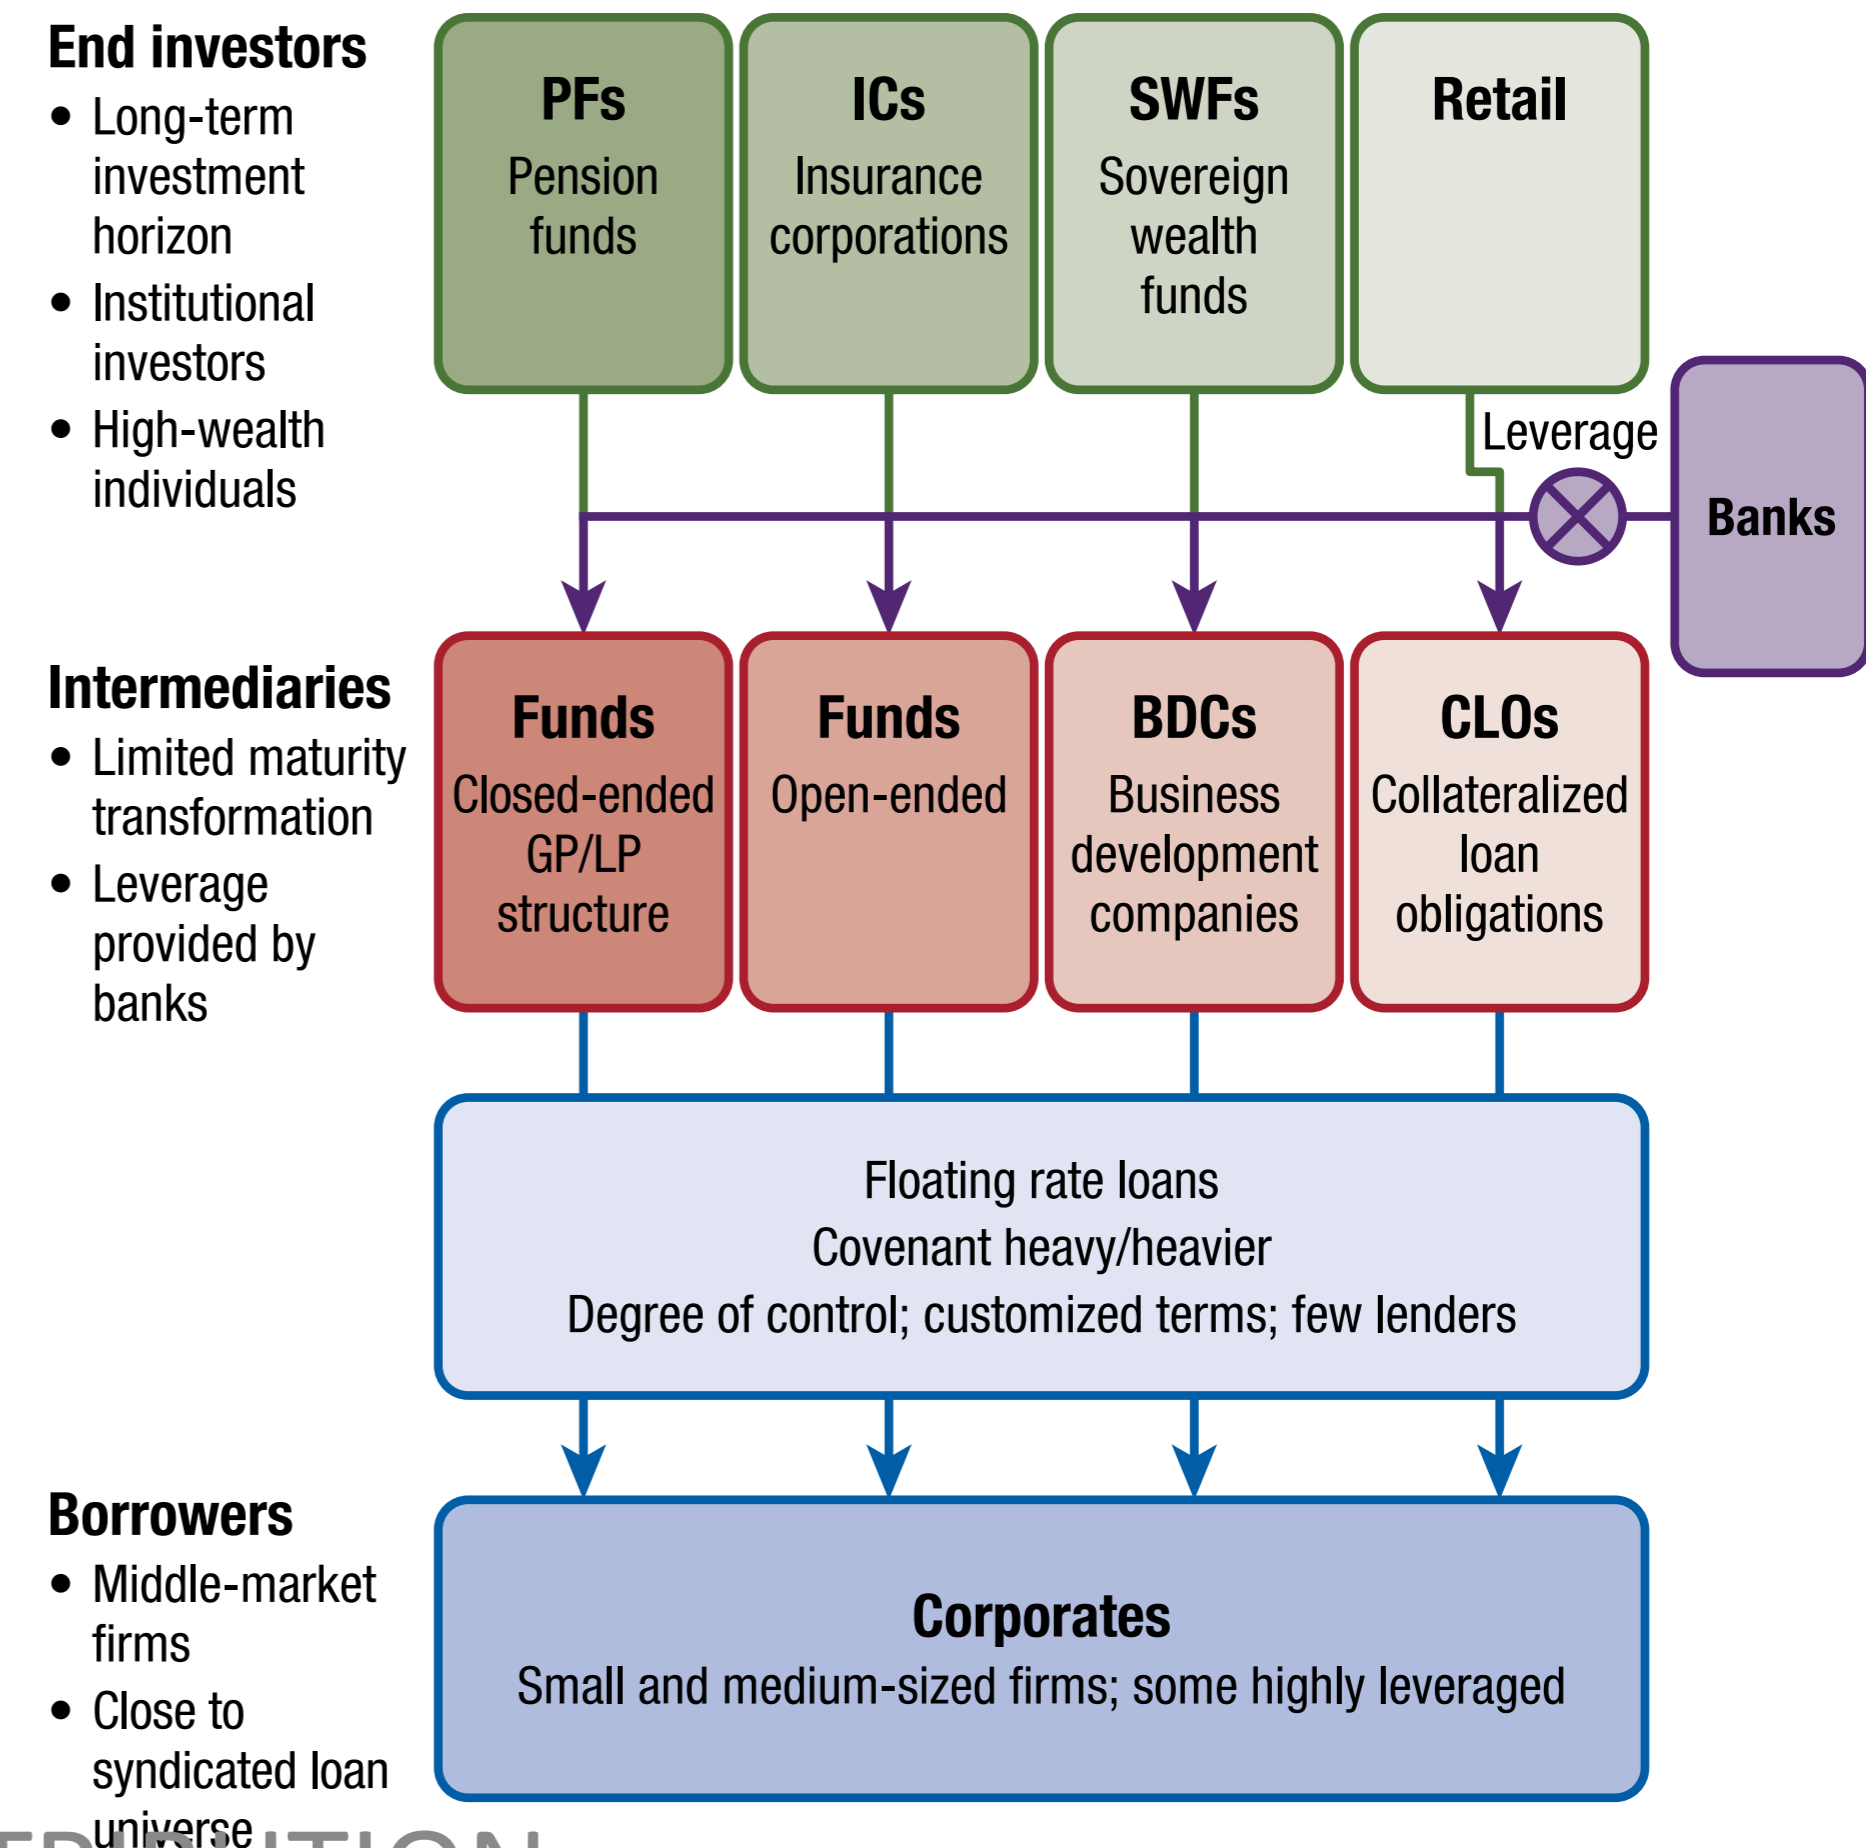 End investors
• Long-term
investment
horizon
• Institutional
investors
• High-wealth
individuals
PFs
Pension
funds
ICs
Insurance
corporations
SWFs
Sovereign
wealth
funds
Retail
Leverage
Banks
Intermediaries
• Limited maturity
transformation
• Leverage
provided by
banks
Funds
Closed-ended
GP/LP
structure
Funds
Open-ended
BDCs
Business
development
companies
CLOs
Collateralized
loan
obligations
Floating rate loans
Covenant heavy/heavier
Degree of control; customized terms; few lenders
Borrowers
• Middle-market
firms
• Close to
syndicated loan
universe
Corporates
Small and medium-sized firms; some highly leveraged